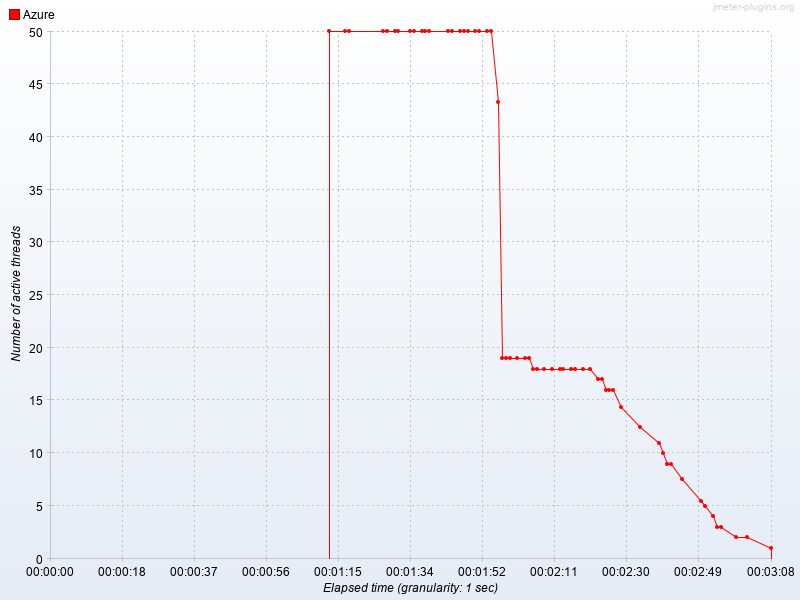 jmeter-plugins.org
Azure
50
45
40
35
30
25
20
15
10
5
0
Number of active threads
00:00:00 00:00:18 00:00:37 00:00:56 00:01:15 00:01:34 00:01:52 00:02:11 00:02:30 00:02:49 00:03:08
Elapsed time (granularity: 1 sec)